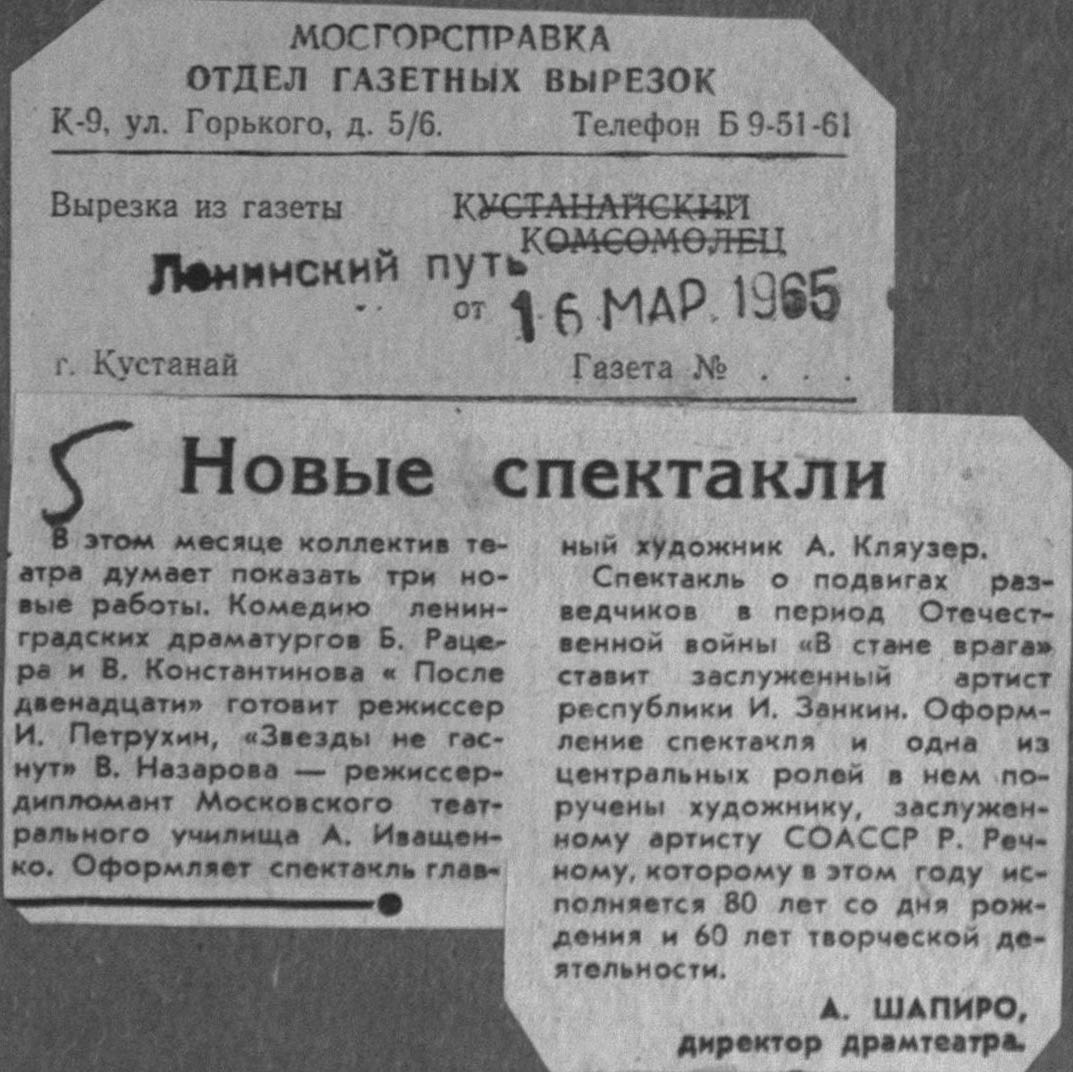 МОСГОРСПРАВКА
ОТДЕЛ ГАЗЕТНЫХ ВЫРЕЗОК
К-9, ул. Горького, д. 5/6. Телефон Б 9-51-61
Вырезка из газеты КУСТАНАЙСКИЙ
КОМСОМОЛЕЦ
Ленинский путь
от 16 МАР. 1965
г. Кустанай Газета № . . .
5
Новые спектакли
В этом месяце коллектив те-
атра думает показать три но-
вые работы. Комедию ленин-
градских драматургов Б. Раце-
ра и В. Константинова « После
двенадцати» готовит режиссер
И. Петрухин, «Звезды не гас-
нут» В. Назарова — режиссер-
дипломант Московского теат-
рального училища А. Иващен-
ко. Оформляет спектакль глав-
ный художник А. Кляузер.
Спектакль о подвигах раз-
ведчиков в период Отечест-
венной войны «В стане врага»
ставит заслуженный артист
республики И. Занкин. Оформ-
ление спектакля и одна из
центральных ролей в нем по-
ручены художнику, заслужен-
ному артисту СОАССР Р. Реч-
ному, которому в этом году ис-
полняется 80 лет со дня рож-
дения и 60 лет творческой де-
ятельности.
А. ШАПИРО,
директор драмтеатра.